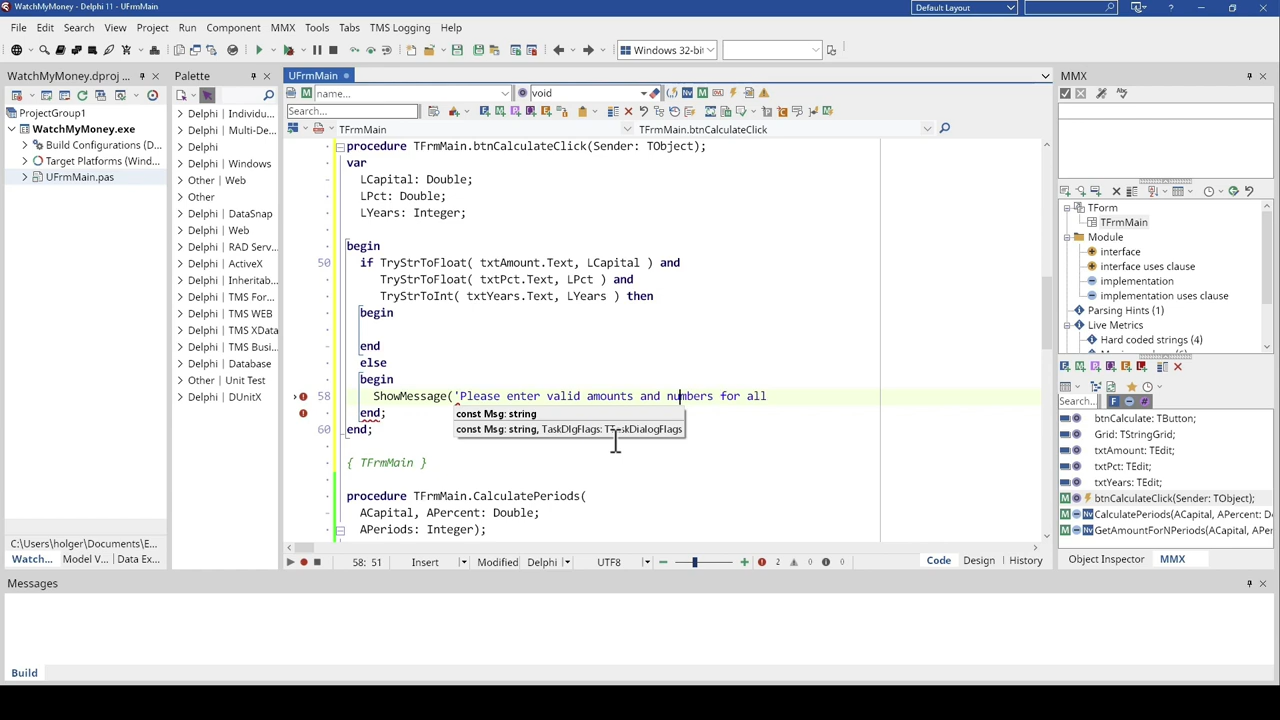 WatchMyMoney - Delphi 11 - UFrmMain
Default Layout
File Edit Search View Project Run Component MMX Tools Tabs TMS Logging Help
Windows 32-bit
WatchMyMoney.dproj ...
Palette
UFrmMain
MMX
ProjectGroup1
WatchMyMoney.exe
Build Configurations (D...
Target Platforms (Wind...
UFrmMain.pas
Delphi | Individu...
Delphi | Multi-De...
Delphi
Delphi | Windows
Other | Web
Other
Delphi | DataSnap
Delphi | Web
Delphi | RAD Serv...
Delphi | ActiveX
Delphi | Inheritab...
Delphi | TMS For...
Delphi | TMS WEB
Delphi | TMS XData
Delphi | TMS Busi...
Delphi | Database
Other | Unit Test
Delphi | DUnitX
name...
void
Search...
TFrmMain
TFrmMain.btnCalculateClick
procedure TFrmMain.btnCalculateClick(Sender: TObject);
var
LCapital: Double;
LPct: Double;
LYears: Integer;
begin
50 if TryStrToFloat( txtAmount.Text, LCapital ) and
TryStrToFloat( txtPct.Text, LPct ) and
TryStrToInt( txtYears.Text, LYears ) then
begin
end
else
begin
58 ShowMessage('Please enter valid amounts and numbers for all
end;
const Msg: string
60 end;
const Msg: string, TaskDlgFlags: TTaskDialogFlags
{ TFrmMain }
procedure TFrmMain.CalculatePeriods(
ACapital, APercent: Double;
APeriods: Integer);
TForm
TFrmMain
Module
interface
interface uses clause
implementation
implementation uses clause
Parsing Hints (1)
Live Metrics
Hard coded strings (4)
Search...
btnCalculate: TButton;
Grid: TStringGrid;
txtAmount: TEdit;
txtPct: TEdit;
txtYears: TEdit;
btnCalculateClick(Sender: TObject);
CalculatePeriods(ACapital, APercent: D
GetAmountForNPeriods(ACapital, APer
C:\Users\holger\Documents\E...
Watch... Model V... Data Ex...
58: 51 Insert Modified Delphi UTF8 2 0 0
Code Design History
Object Inspector MMX
Messages
Build